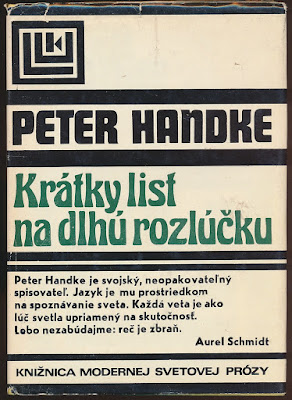 PETER HANDKE
Krátky list
na dlhú rozlúčku
Peter Handke je svojský, neopakovateľný
spisovateľ. Jazyk je mu prostriedkom
na spoznávanie sveta. Každá veta je ako
lúč svetla upriamený na skutočnosť.
Lebo nezabúdajme: reč je zbraň.
Aurel Schmidt
KNIŽNICA MODERNEJ SVETOVEJ PRÓZY